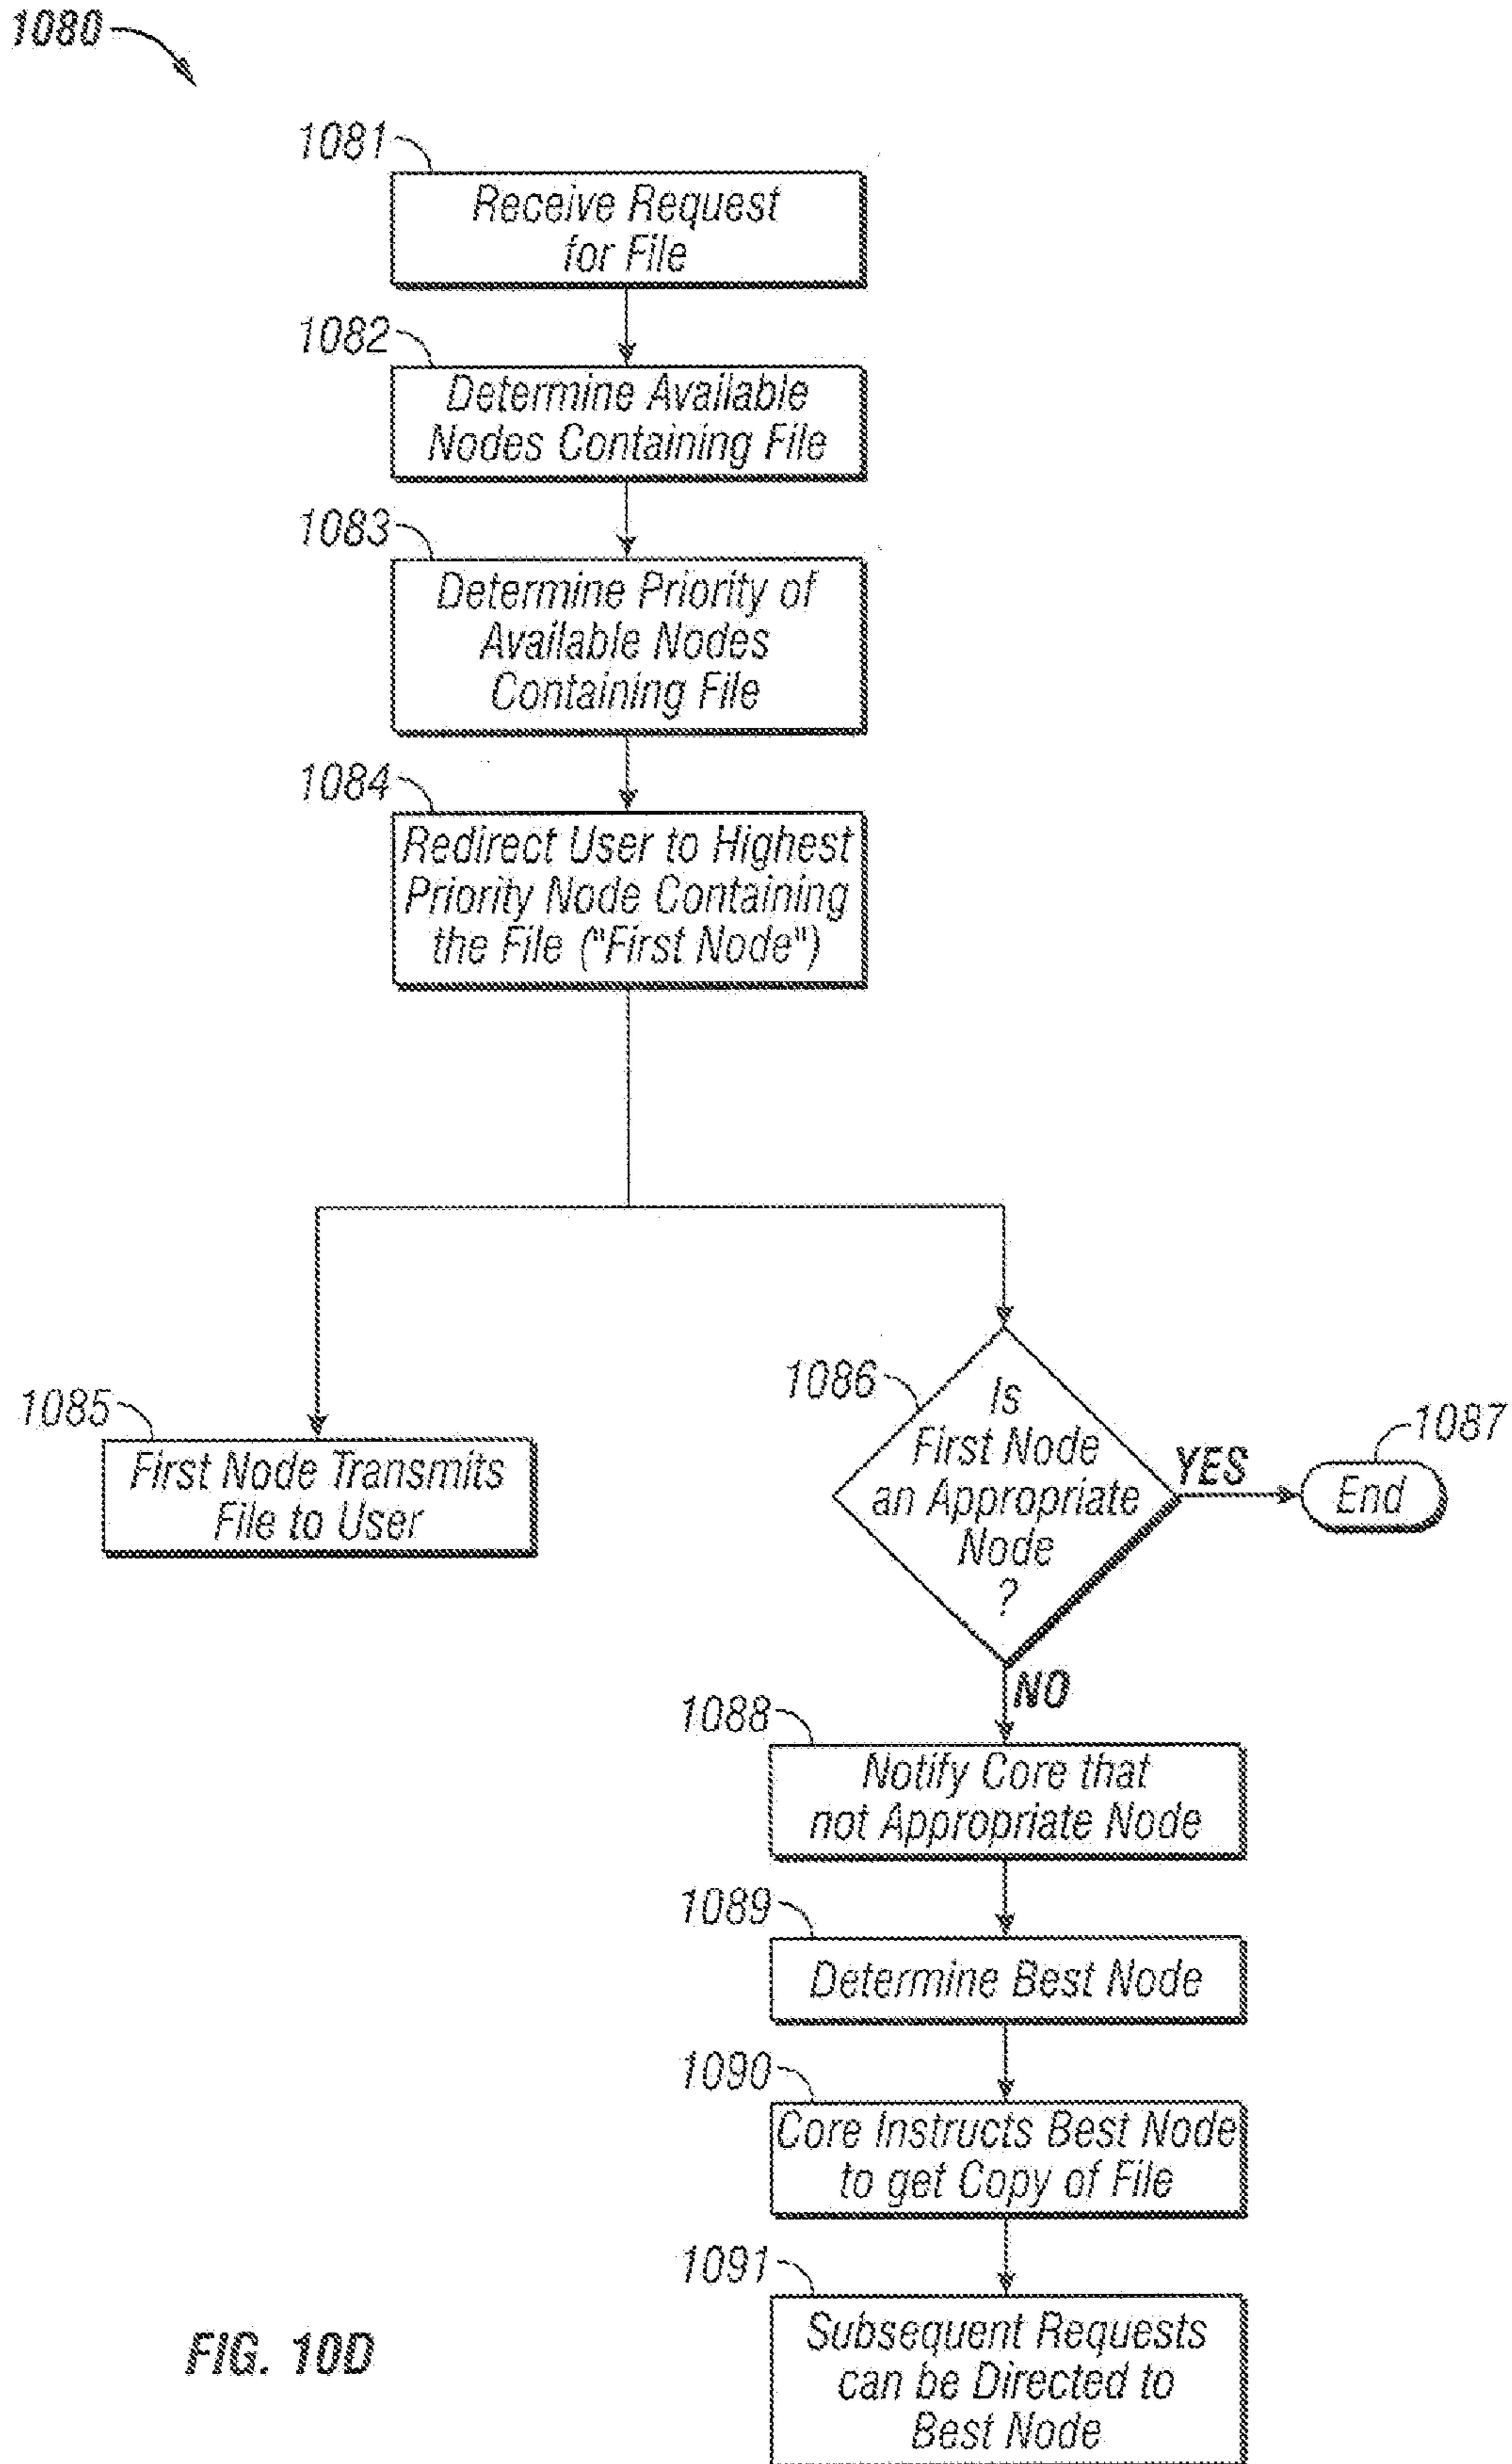 1080
1081
Receive Request
for File
1082
Determine Available
Nodes Containing File
1083
Determine Priority of
Available Nodes
Containing File
1084
Redirect User to Highest
Priority Node Containing
the File ("First Node")
1085
First Node Transmits
File to User
1086
Is
First Node
an Appropriate
Node
?
YES
1087
End
NO
1088
Notify Core that
not Appropriate Node
1089
Determine Best Node
1090
Core Instructs Best Node
to get Copy of File
1091
Subsequent Requests
can be Directed to
Best Node
FIG. 10D